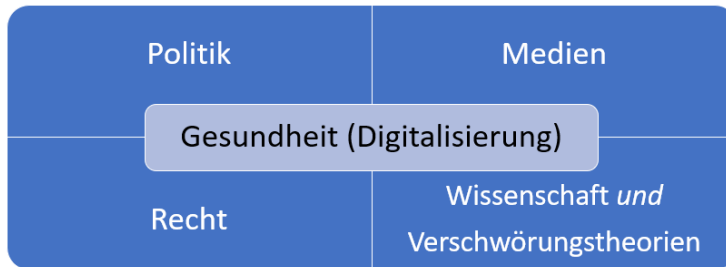 Politik
Medien
Gesundheit (Digitalisierung)
Recht
Wissenschaft und
Verschwörungstheorien